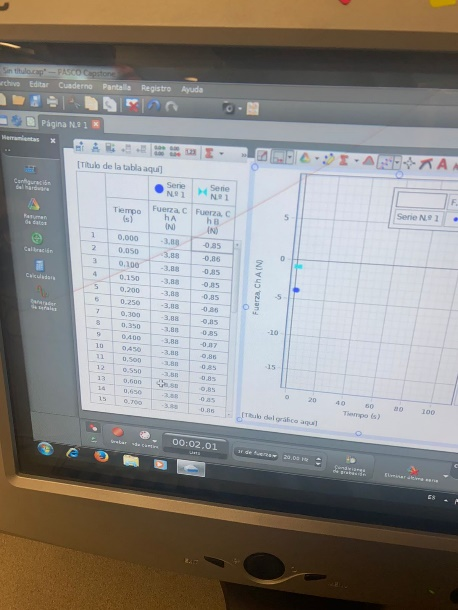 Sin título.cap* — PASCO Capstone
Archivo Editar Cuaderno Pantalla Registro Ayuda
Página N.º 1
Herramientas
Configuración del hardware
Resumen de datos
Calibración
Calculadora
Generador de señales
[Título de la tabla aquí]
Serie N.º 1 Serie N.º 1
Tiempo (s) Fuerza, Ch A (N) Fuerza, Ch B (N)
1 0,000 -3,88 -0,85
2 0,050 -3,88 -0,86
3 0,100 -3,88 -0,85
4 0,150 -3,88 -0,85
5 0,200 -3,88 -0,85
6 0,250 -3,88 -0,86
7 0,300 -3,88 -0,85
8 0,350 -3,88 -0,85
9 0,400 -3,88 -0,87
10 0,450 -3,88 -0,86
11 0,500 -3,88 -0,85
12 0,550 -3,88 -0,85
13 0,600 -3,88 -0,85
14 0,650 -3,88 -0,85
15 0,700 -3,88 -0,86
Serie N.º 1
Fuerza, Ch A (N)
5
0
-5
-10
-15
0 20 40 60 80 100
Tiempo (s)
[Título del gráfico aquí]
Grabar
00:02.01
Listo
20,00 Hz
Condiciones de grabación
Eliminar última serie
ES